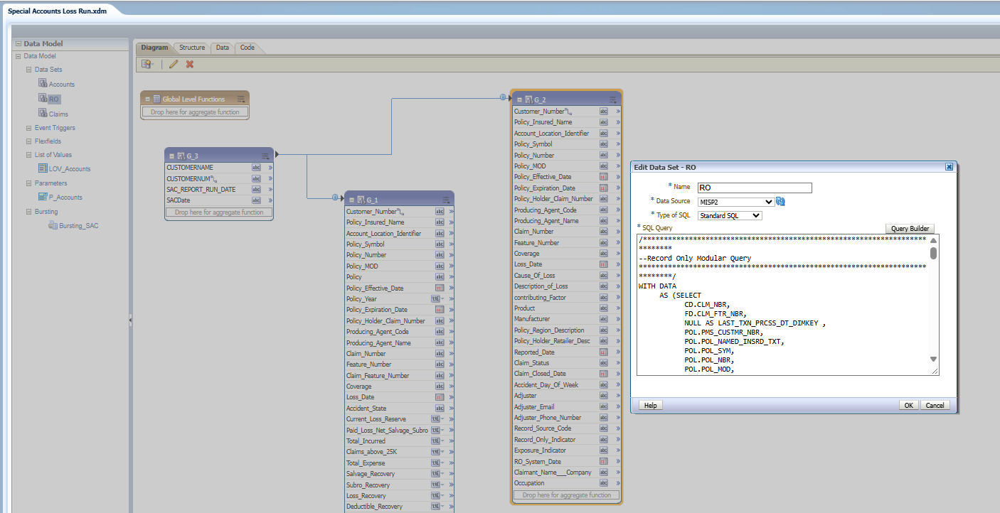 Special Accounts Loss Run.xdm
Data Model
Data Model
Data Sets
Accounts
RO
Claims
Event Triggers
Flexfields
List of Values
LOV_Accounts
Parameters
P_Accounts
Bursting
Bursting_SAC
Diagram
Structure
Data
Code
Global Level Functions
Drop here for aggregate function
G_3
CUSTOMERNAME
CUSTOMERNUM
SAC_REPORT_RUN_DATE
SACDate
Drop here for aggregate function
G_1
Customer_Number
Policy_Insured_Name
Account_Location_Identifier
Policy_Symbol
Policy_Number
Policy_MOD
Policy
Policy_Effective_Date
Policy_Year
Policy_Expiration_Date
Policy_Holder_Claim_Number
Producing_Agent_Code
Producing_Agent_Name
Claim_Number
Feature_Number
Claim_Feature_Number
Coverage
Loss_Date
Accident_State
Current_Loss_Reserve
Paid_Loss_Net_Salvage_Subro
Total_Incurred
Claims_above_25K
Total_Expense
Salvage_Recovery
Subro_Recovery
Loss_Recovery
Deductible_Recovery
G_2
Customer_Number
Policy_Insured_Name
Account_Location_Identifier
Policy_Symbol
Policy_Number
Policy_MOD
Policy_Effective_Date
Policy_Expiration_Date
Policy_Holder_Claim_Number
Producing_Agent_Code
Producing_Agent_Name
Claim_Number
Feature_Number
Coverage
Loss_Date
Cause_Of_Loss
Description_of_Loss
contributing_Factor
Product
Manufacturer
Policy_Region_Description
Policy_Holder_Retailer_Desc
Reported_Date
Claim_Status
Claim_Closed_Date
Accident_Day_Of_Week
Adjuster
Adjuster_Email
Adjuster_Phone_Number
Record_Source_Code
Record_Only_Indicator
Exposure_Indicator
RO_System_Date
Claimant_Name___Company
Occupation
Drop here for aggregate function
Edit Data Set - RO
* Name RO
* Data Source MISP2
* Type of SQL Standard SQL
* SQL Query
Query Builder
/********************************************************************
********
--Record Only Modular Query
*********************************************************************
********/
WITH DATA
AS (SELECT
CD.CLM_NBR,
FD.CLM_FTR_NBR,
NULL AS LAST_TXN_PRCSS_DT_DIMKEY ,
POL.PMS_CUSTMR_NBR,
POL.POL_NAMED_INSRD_TXT,
POL.POL_SYM,
POL.POL_NBR,
POL.POL_MOD,
Help
OK
Cancel